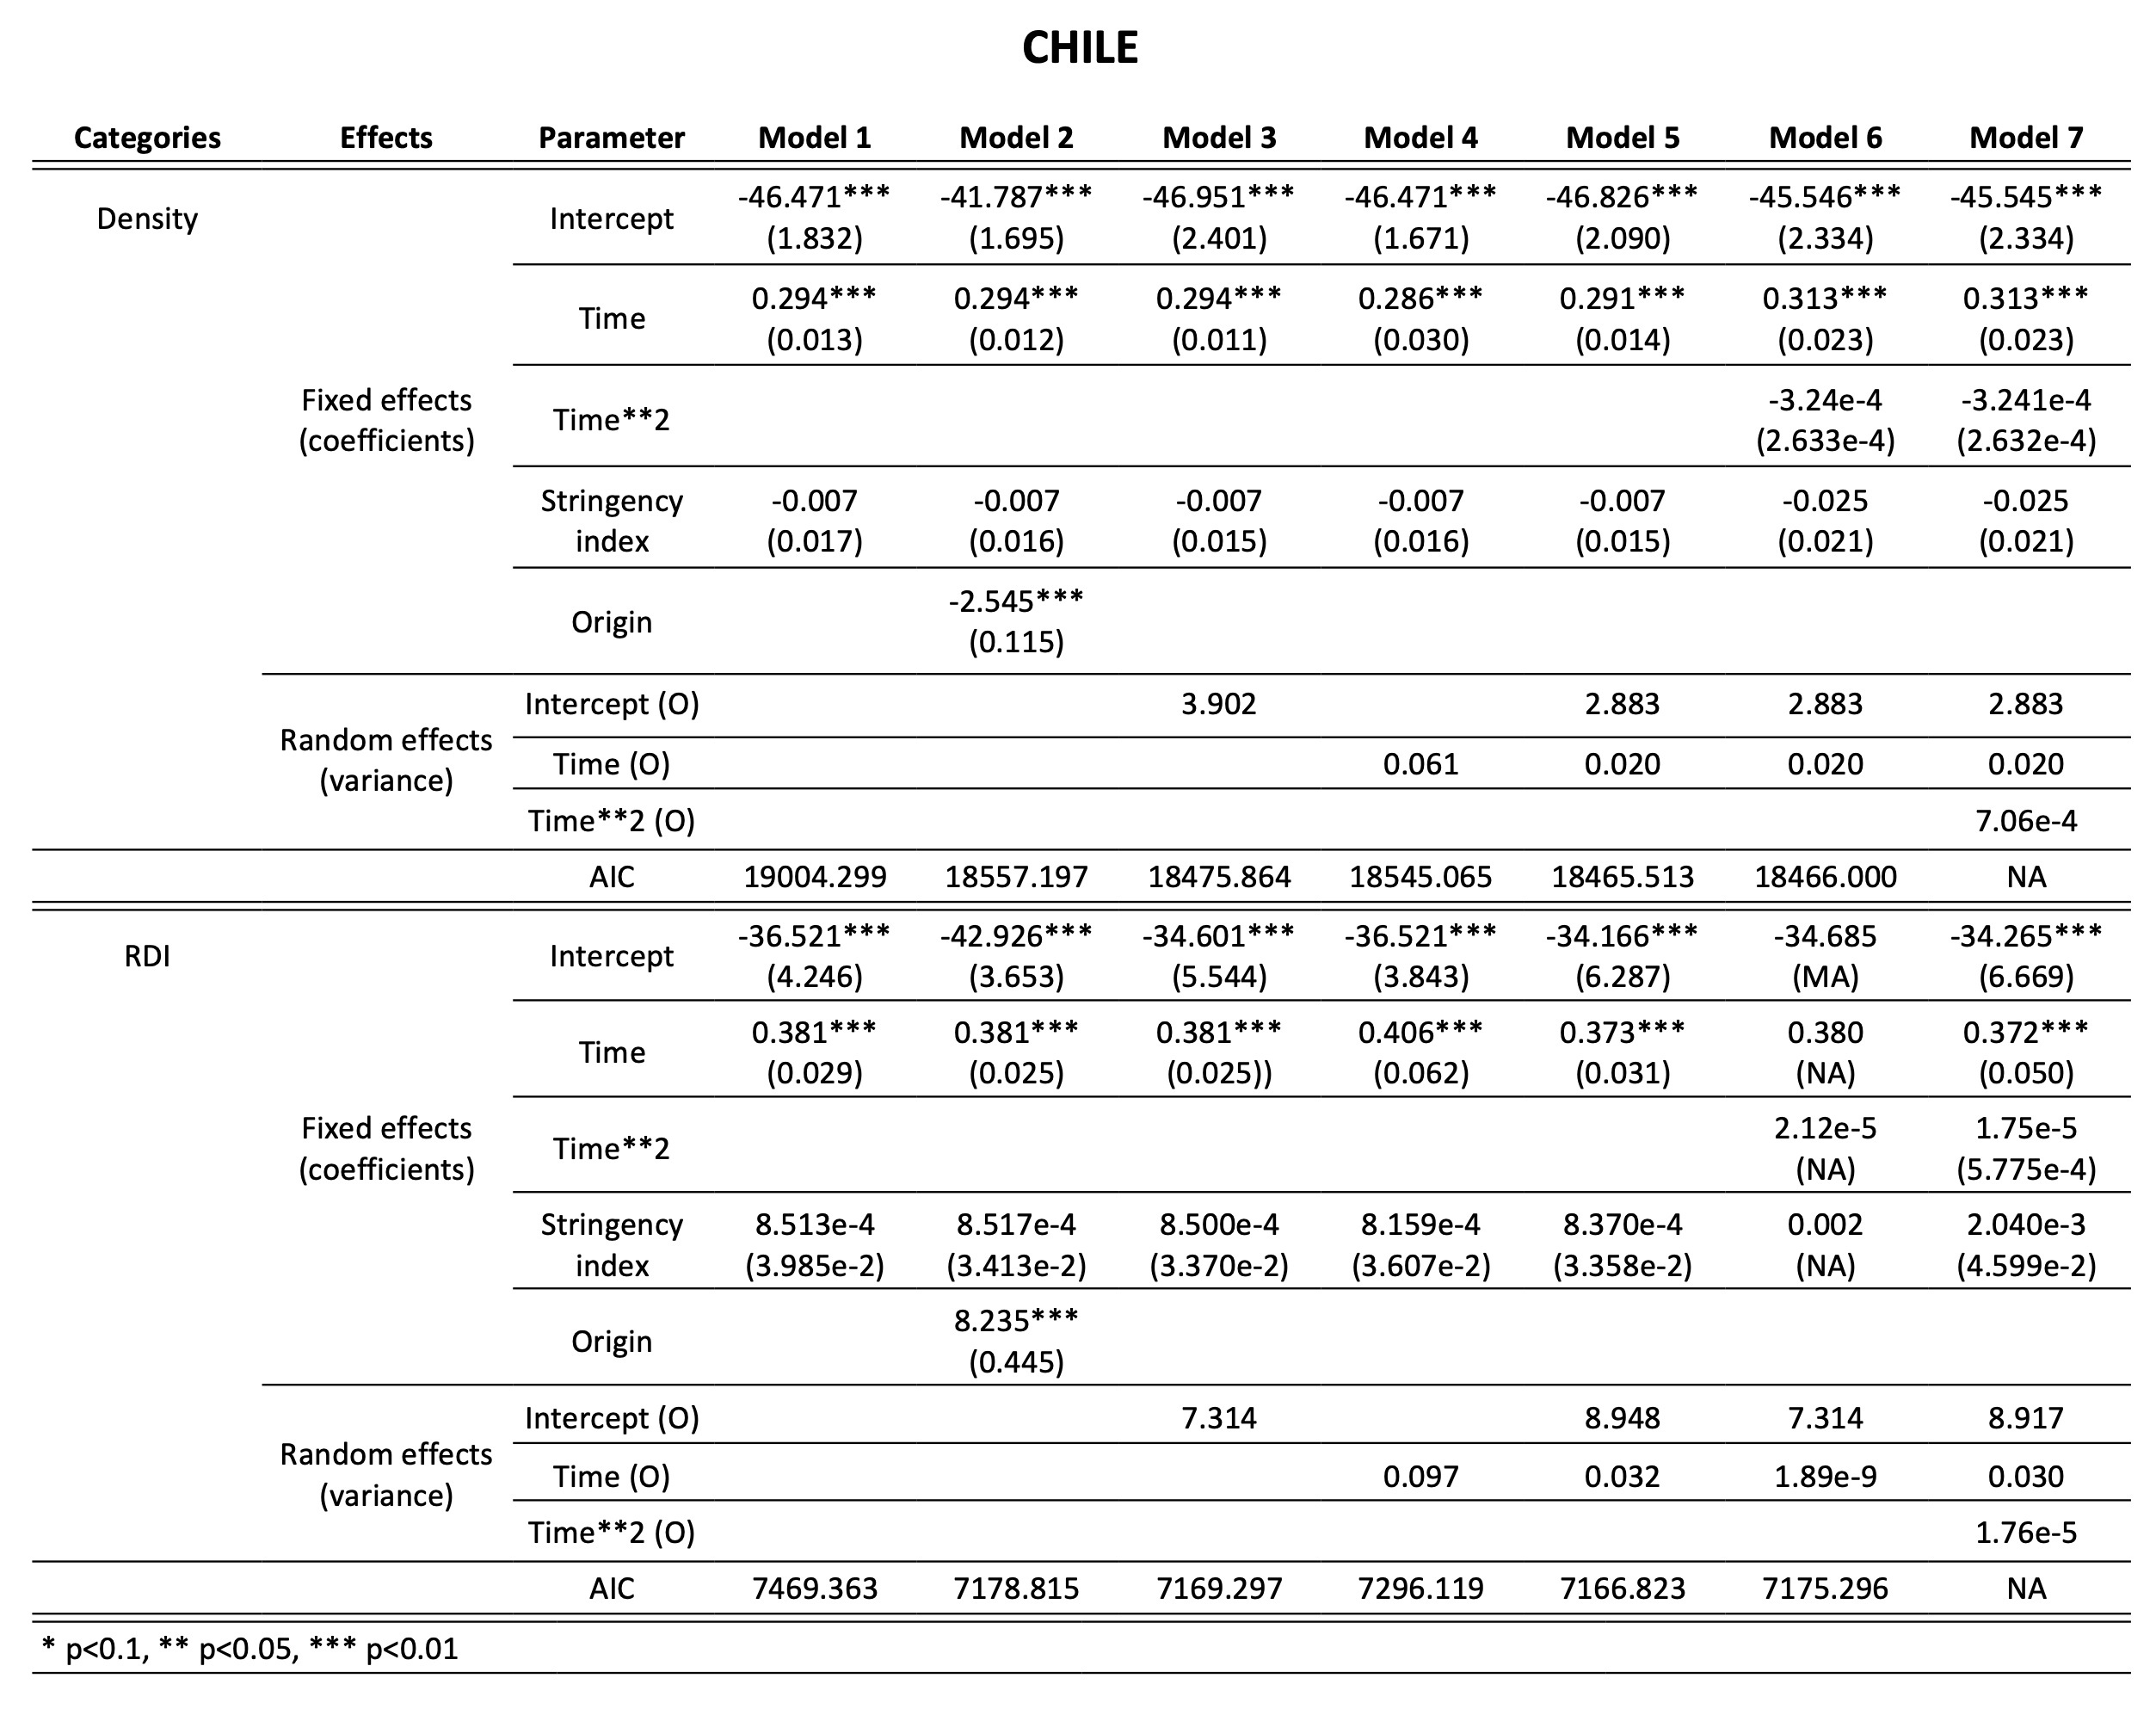 CHILE
Categories Effects Parameter Model 1 Model 2 Model 3 Model 4 Model 5 Model 6 Model 7
Density Fixed effects (coefficients) Intercept -46.471*** -41.787*** -46.951*** -46.471*** -46.826*** -45.546*** -45.545***
(1.832) (1.695) (2.401) (1.671) (2.090) (2.334) (2.334)
Time 0.294*** 0.294*** 0.294*** 0.286*** 0.291*** 0.313*** 0.313***
(0.013) (0.012) (0.011) (0.030) (0.014) (0.023) (0.023)
Time**2 -3.24e-4 -3.241e-4
(2.633e-4) (2.632e-4)
Stringency index -0.007 -0.007 -0.007 -0.007 -0.007 -0.025 -0.025
(0.017) (0.016) (0.015) (0.016) (0.015) (0.021) (0.021)
Origin -2.545***
(0.115)
Random effects (variance) Intercept (O) 3.902 2.883 2.883 2.883
Time (O) 0.061 0.020 0.020 0.020
Time**2 (O) 7.06e-4
AIC 19004.299 18557.197 18475.864 18545.065 18465.513 18466.000 NA
RDI Fixed effects (coefficients) Intercept -36.521*** -42.926*** -34.601*** -36.521*** -34.166*** -34.685 -34.265***
(4.246) (3.653) (5.544) (3.843) (6.287) (MA) (6.669)
Time 0.381*** 0.381*** 0.381*** 0.406*** 0.373*** 0.380 0.372***
(0.029) (0.025) (0.025)) (0.062) (0.031) (NA) (0.050)
Time**2 2.12e-5 1.75e-5
(NA) (5.775e-4)
Stringency index 8.513e-4 8.517e-4 8.500e-4 8.159e-4 8.370e-4 0.002 2.040e-3
(3.985e-2) (3.413e-2) (3.370e-2) (3.607e-2) (3.358e-2) (NA) (4.599e-2)
Origin 8.235***
(0.445)
Random effects (variance) Intercept (O) 7.314 8.948 7.314 8.917
Time (O) 0.097 0.032 1.89e-9 0.030
Time**2 (O) 1.76e-5
AIC 7469.363 7178.815 7169.297 7296.119 7166.823 7175.296 NA
* p<0.1, ** p<0.05, *** p<0.01